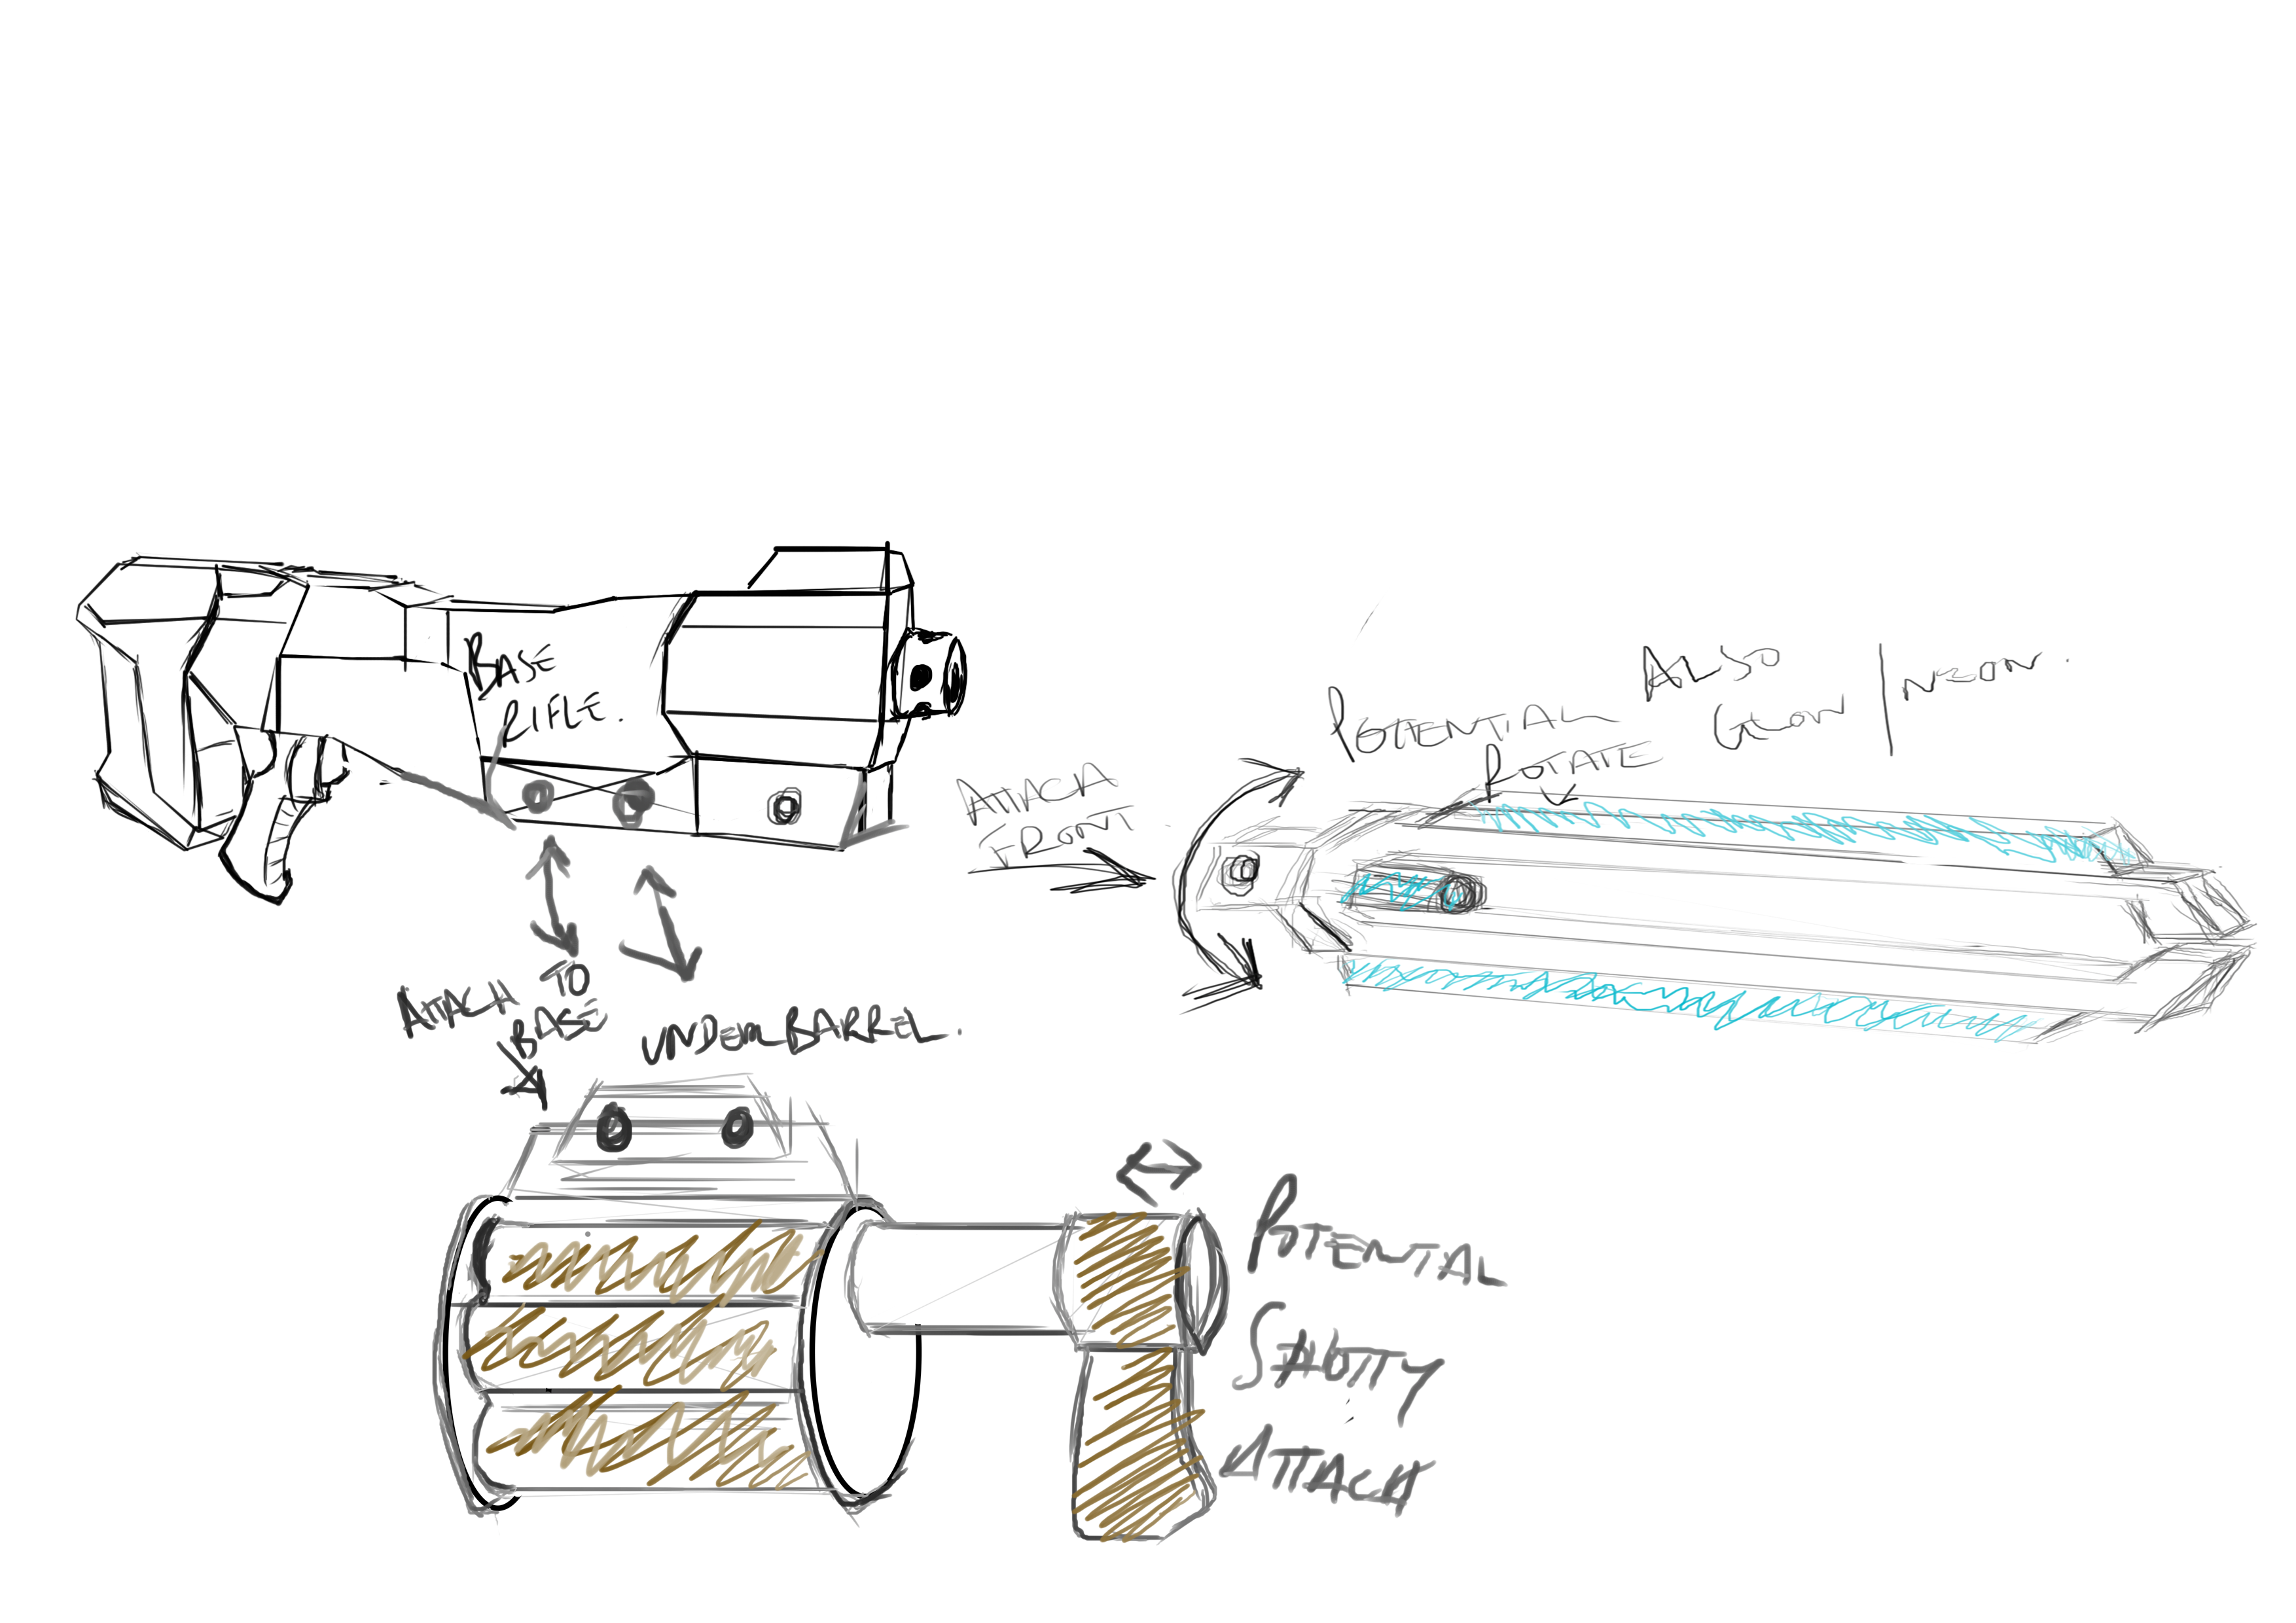 BASE
RIFLE.
ATTACH
FRONT
POTENTIAL
ROTATE
ALSO
GLOW / NEON.
ATTACH TO
BASE
UNDERBARREL.
POTENTIAL
SHOTTY
ATTACH